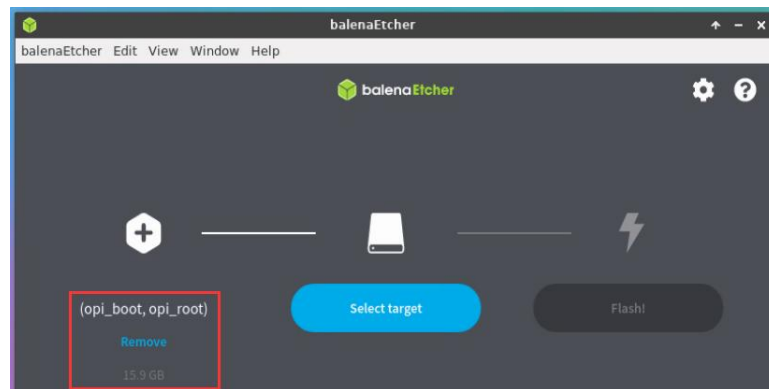 balenaEtcher
balenaEtcher Edit View Window Help
balenaEtcher
(opi_boot, opi_root)
Select target
Flash!
Remove
15.9 GB